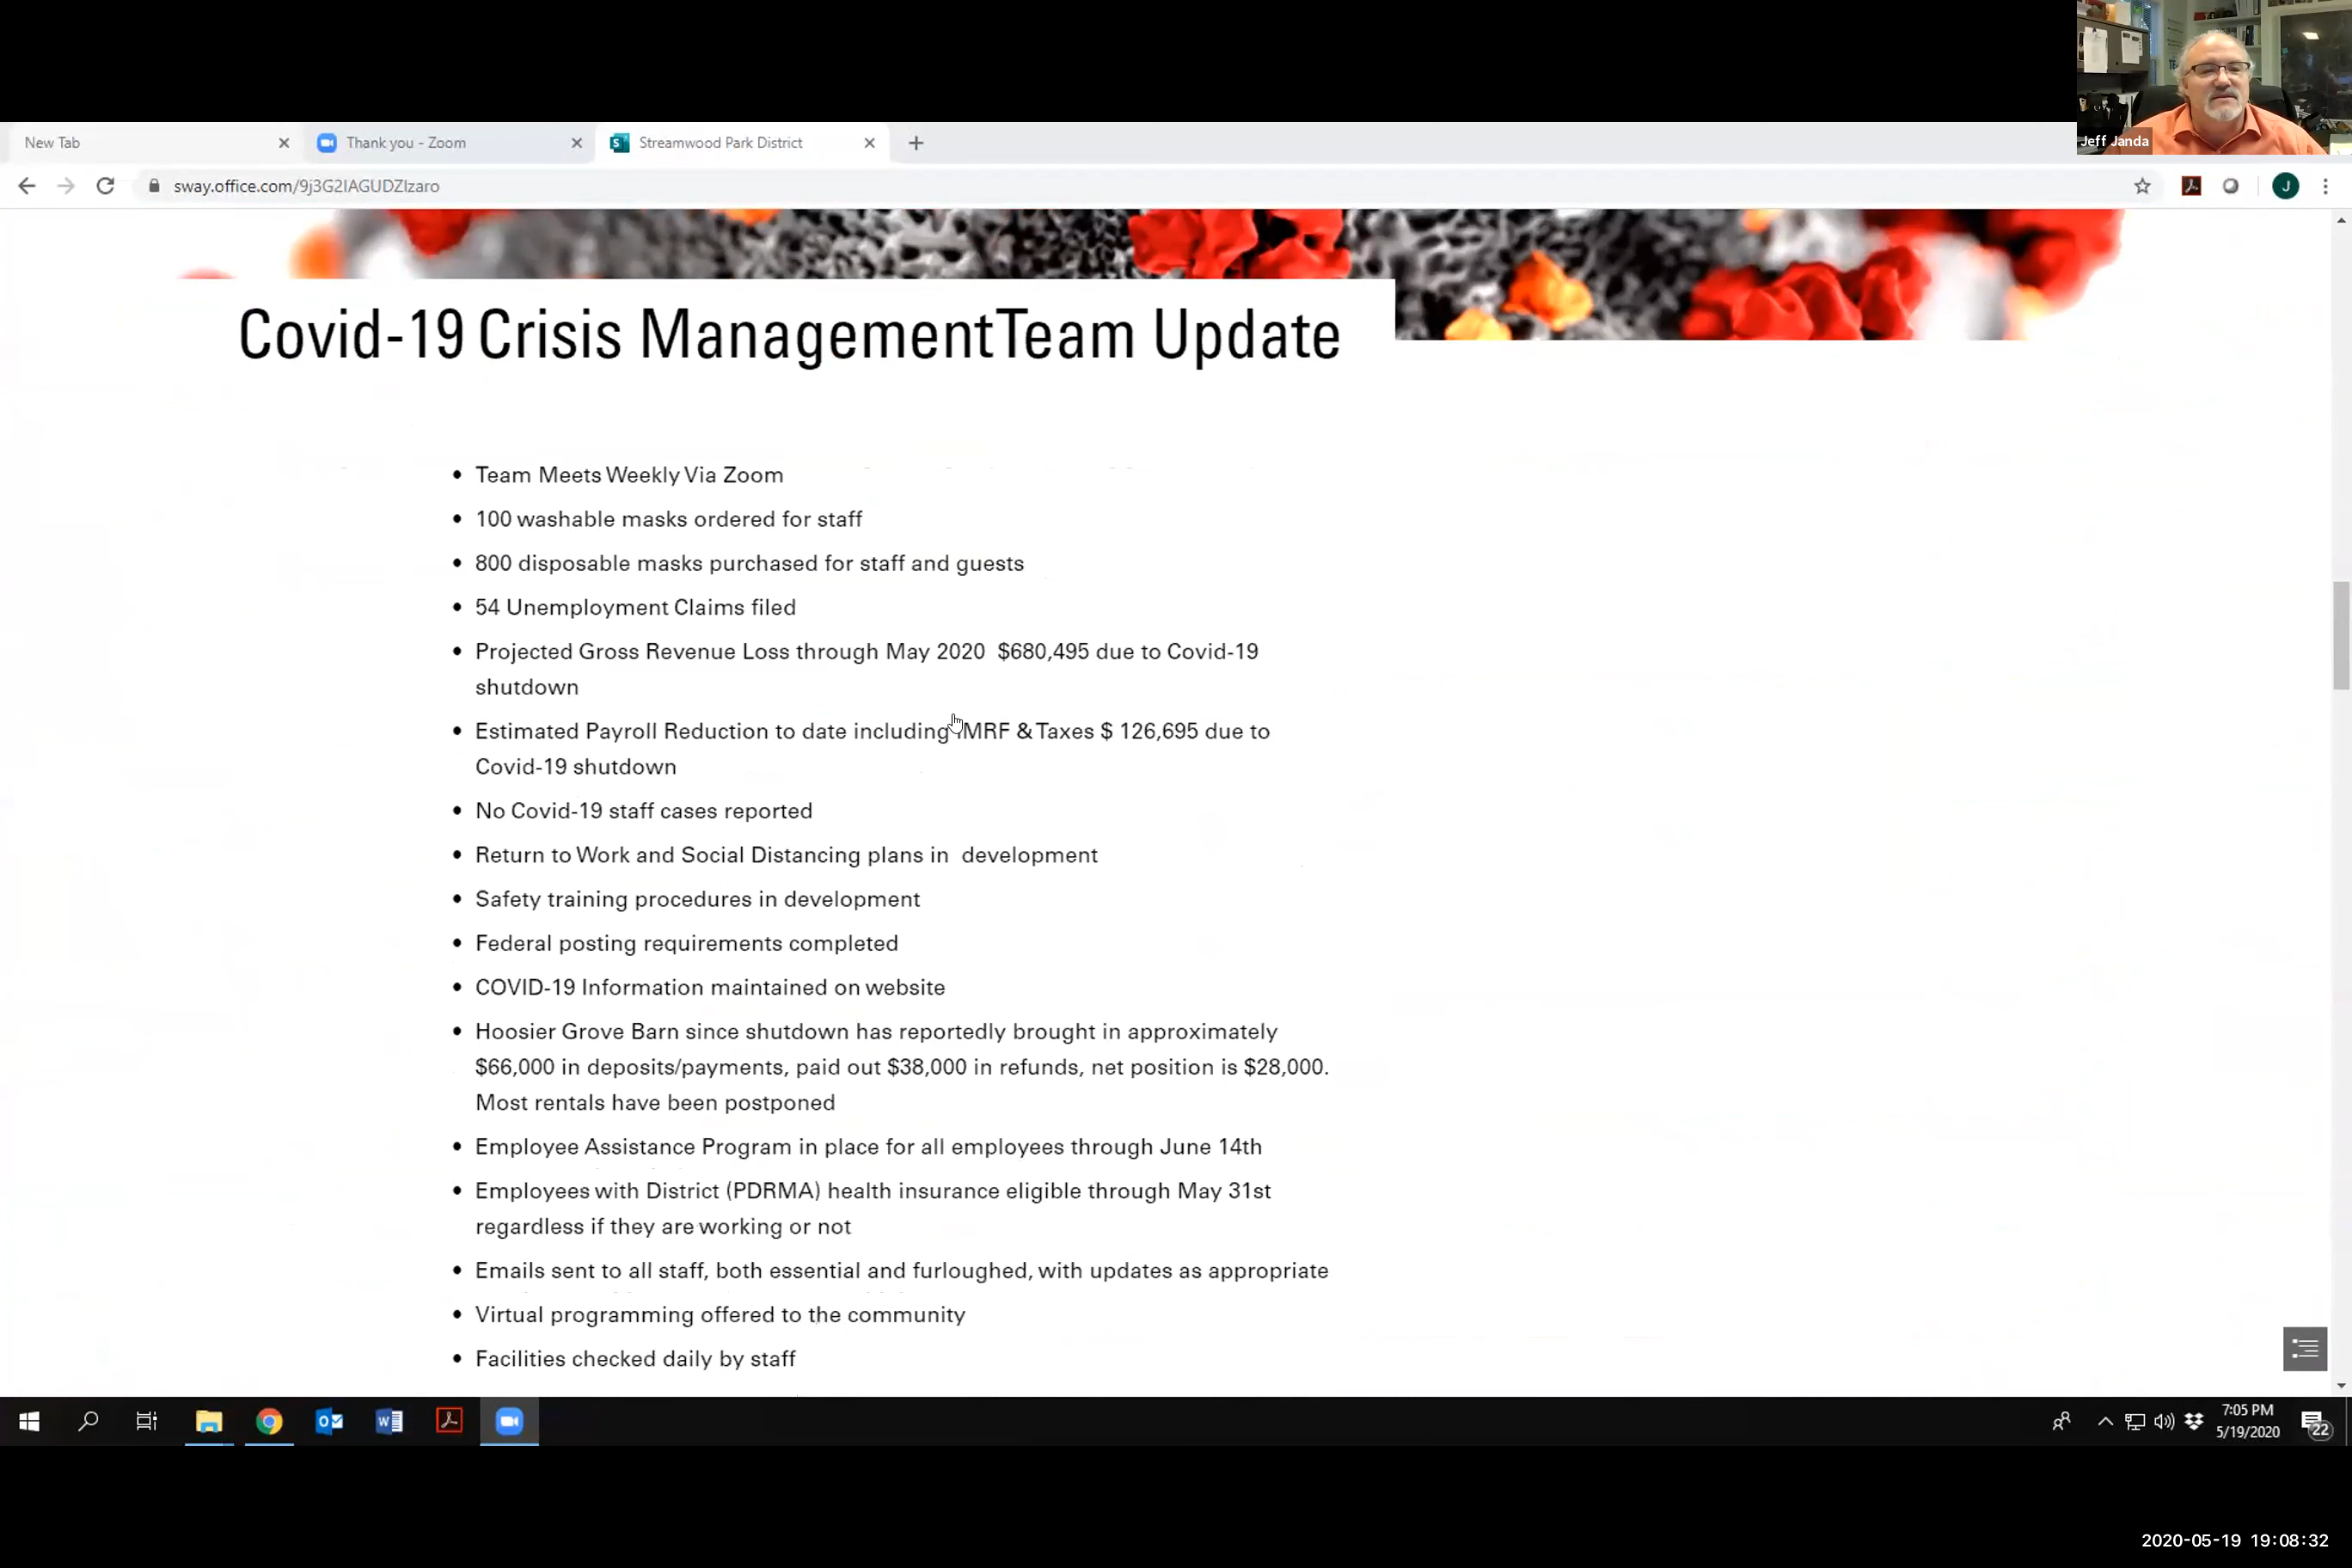 New Tab
Thank you - Zoom
Streamwood Park District
sway.office.com/9j3G2IAGUDZIzaro
J
Jeff Janda
Covid-19 Crisis ManagementTeam Update
• Team Meets Weekly Via Zoom
• 100 washable masks ordered for staff
• 800 disposable masks purchased for staff and guests
• 54 Unemployment Claims filed
• Projected Gross Revenue Loss through May 2020 $680,495 due to Covid-19
shutdown
• Estimated Payroll Reduction to date including IMRF & Taxes $ 126,695 due to
Covid-19 shutdown
• No Covid-19 staff cases reported
• Return to Work and Social Distancing plans in development
• Safety training procedures in development
• Federal posting requirements completed
• COVID-19 Information maintained on website
• Hoosier Grove Barn since shutdown has reportedly brought in approximately
$66,000 in deposits/payments, paid out $38,000 in refunds, net position is $28,000.
Most rentals have been postponed
• Employee Assistance Program in place for all employees through June 14th
• Employees with District (PDRMA) health insurance eligible through May 31st
regardless if they are working or not
• Emails sent to all staff, both essential and furloughed, with updates as appropriate
• Virtual programming offered to the community
• Facilities checked daily by staff
7:05 PM
5/19/2020
22
2020-05-19 19:08:32